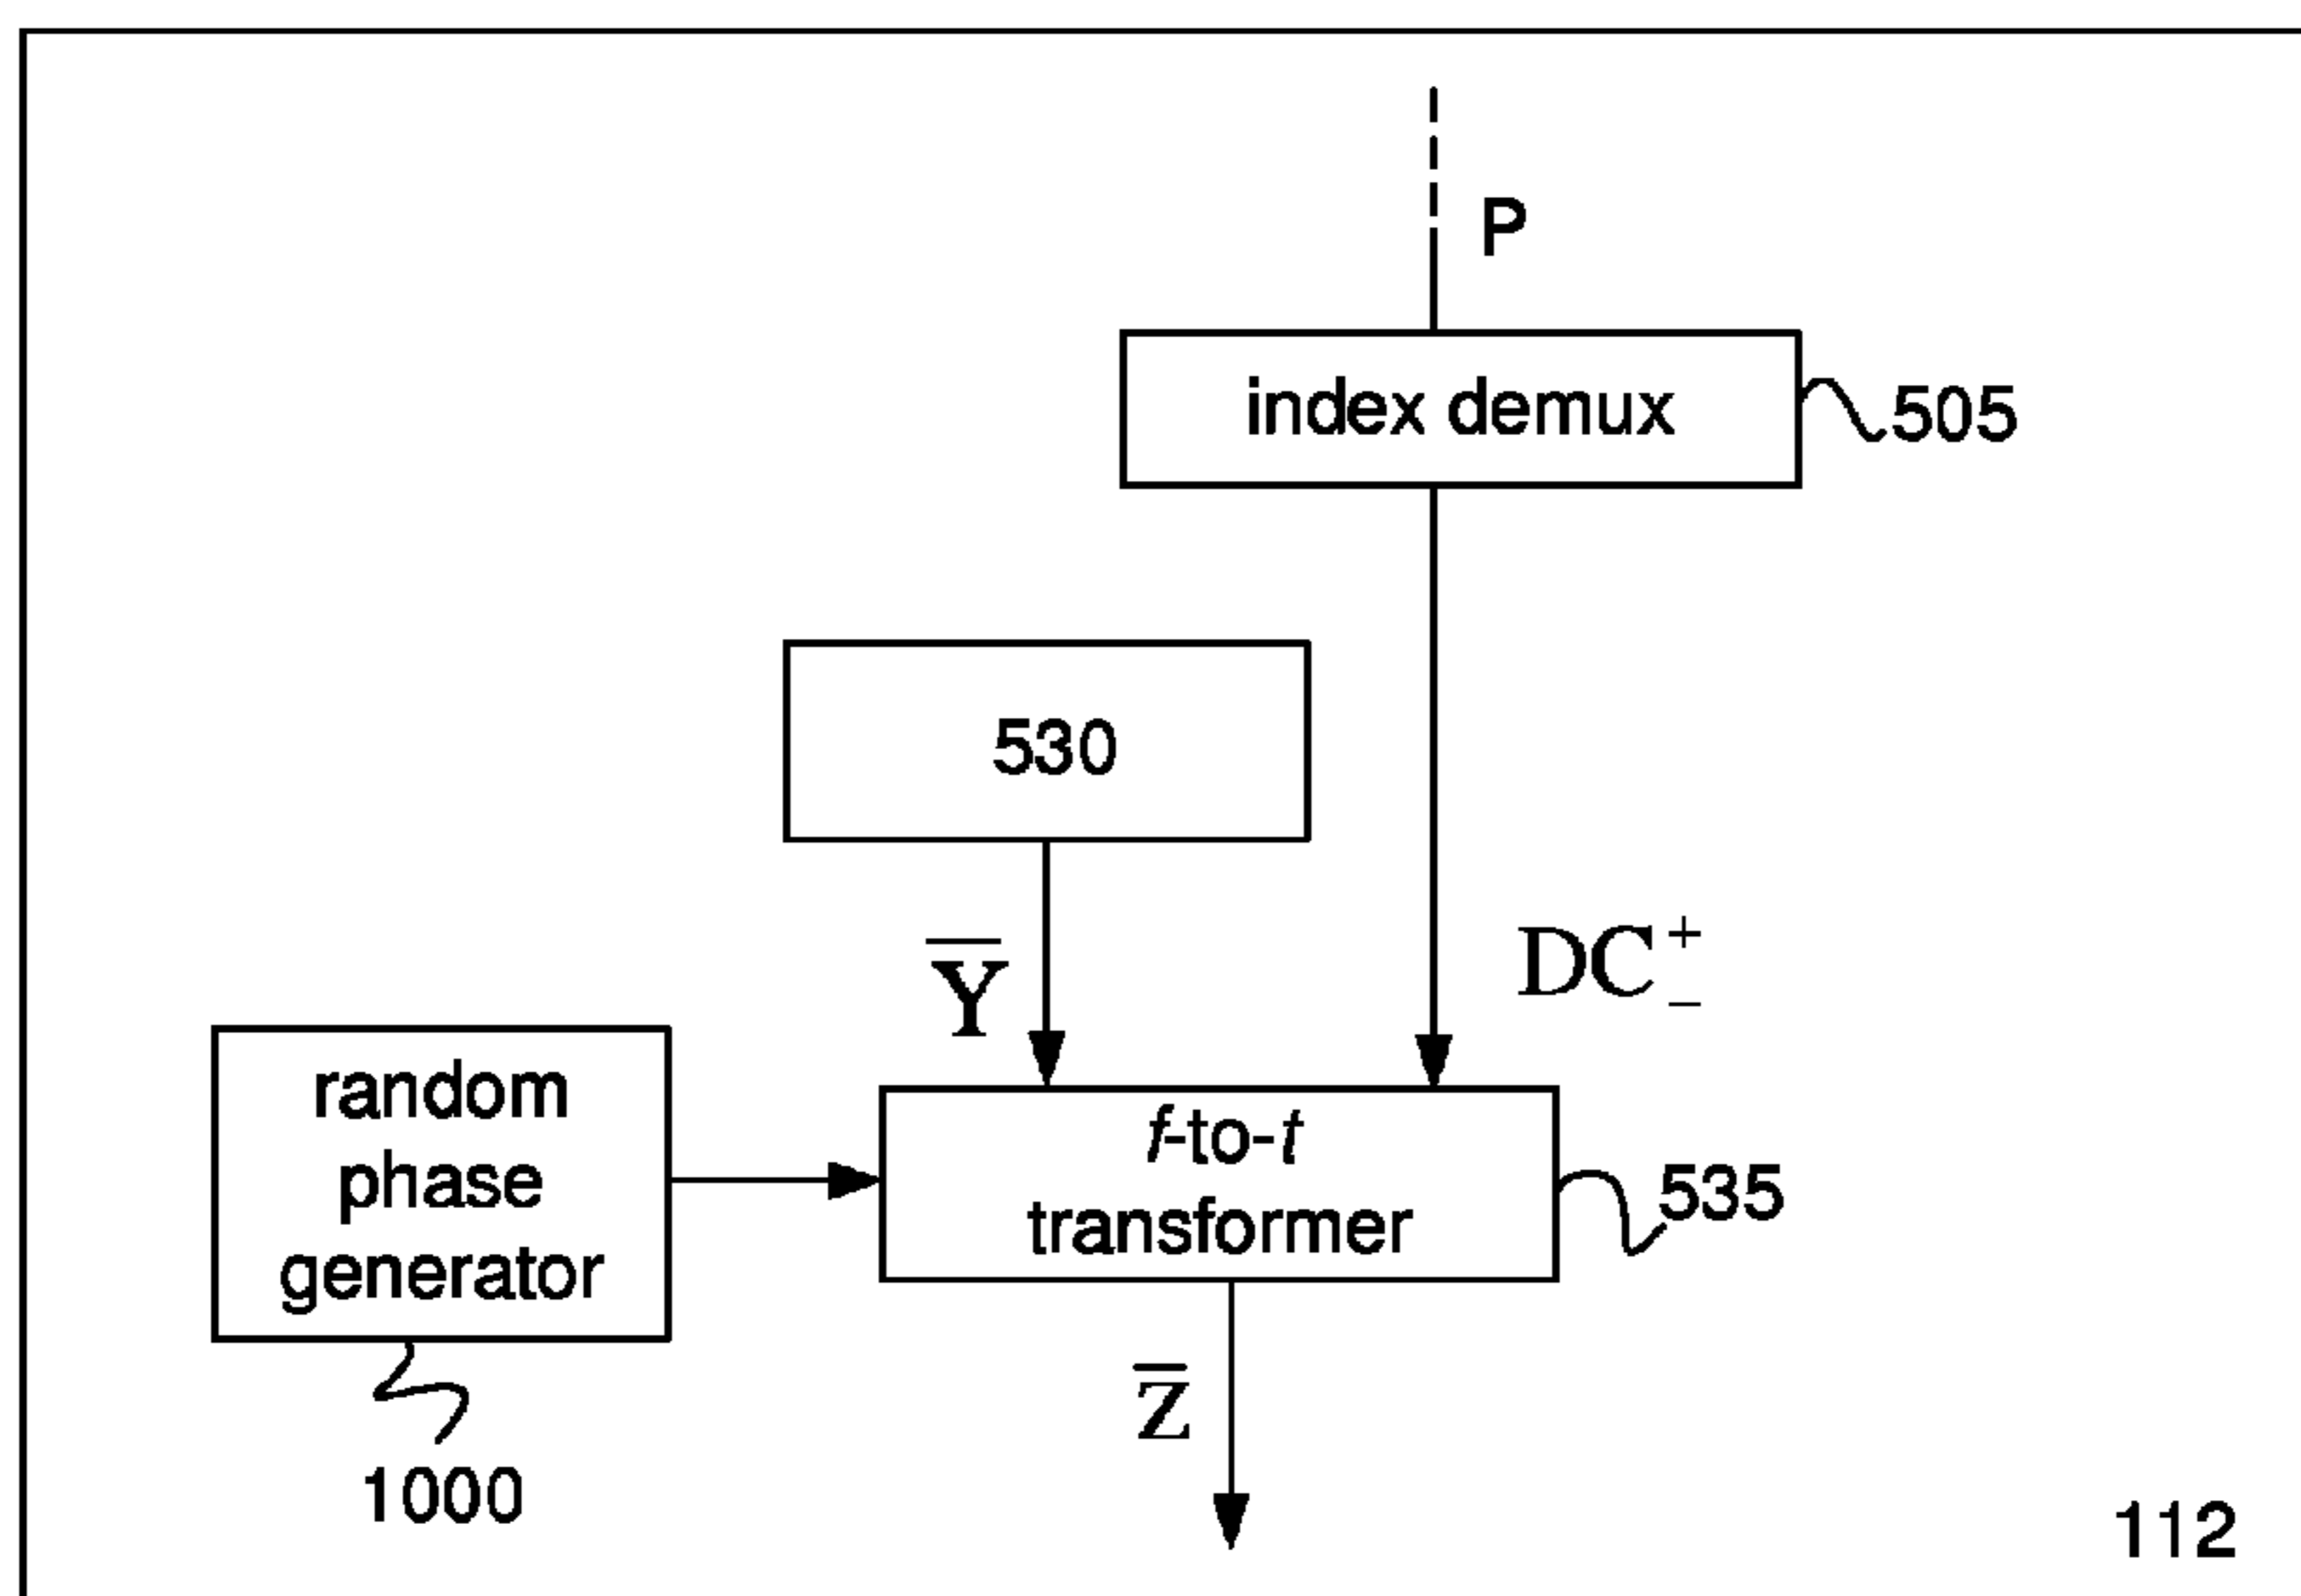 P
index demux
505
530
Y̅
DC⁺₋
random
phase
generator
f-to-t
transformer
535
Z̅
1000
112